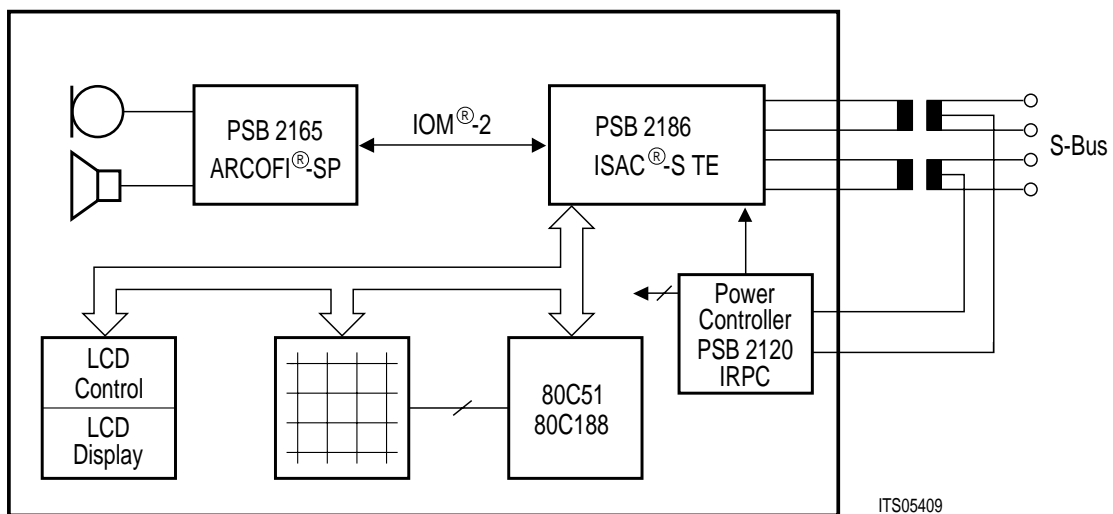 PSB 2165
ARCOFI®-SP
IOM®-2
PSB 2186
ISAC®-S TE
S-Bus
Power
Controller
PSB 2120
IRPC
LCD
Control
LCD
Display
80C51
80C188
ITS05409